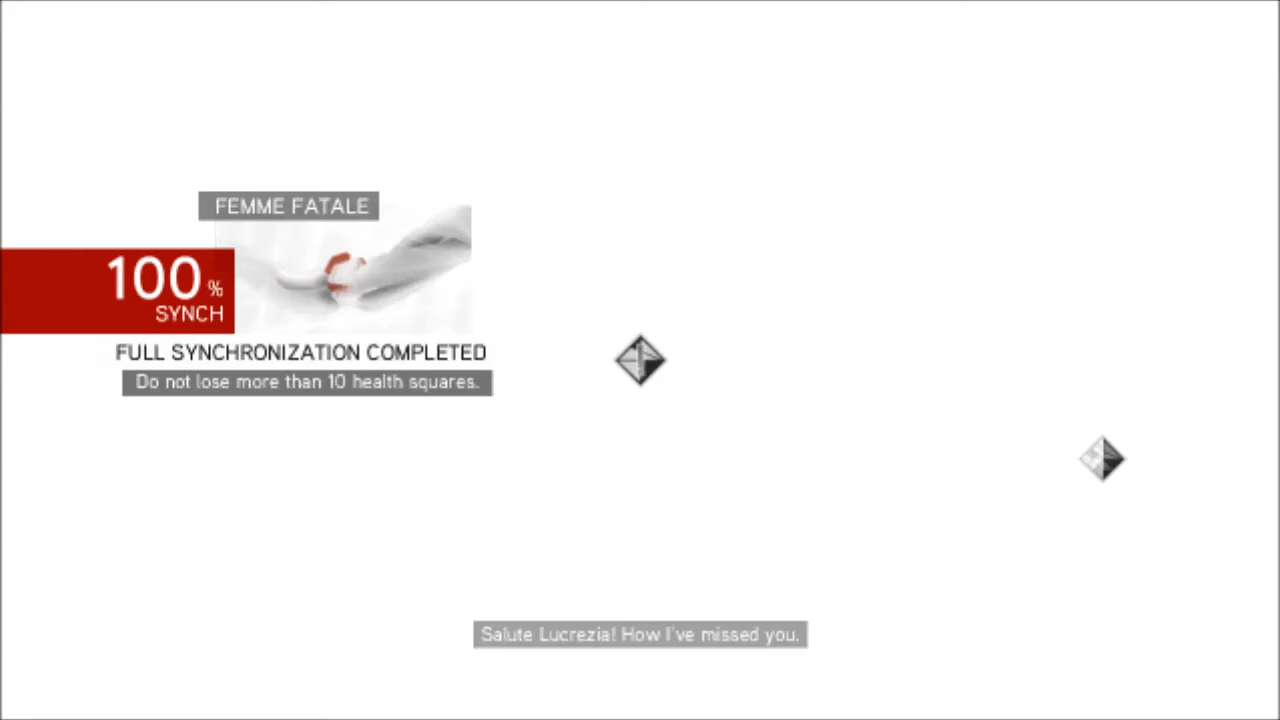 FEMME FATALE
100 %
SYNCH
FULL SYNCHRONIZATION COMPLETED
Do not lose more than 10 health squares.
Salute Lucrezia! How I've missed you.